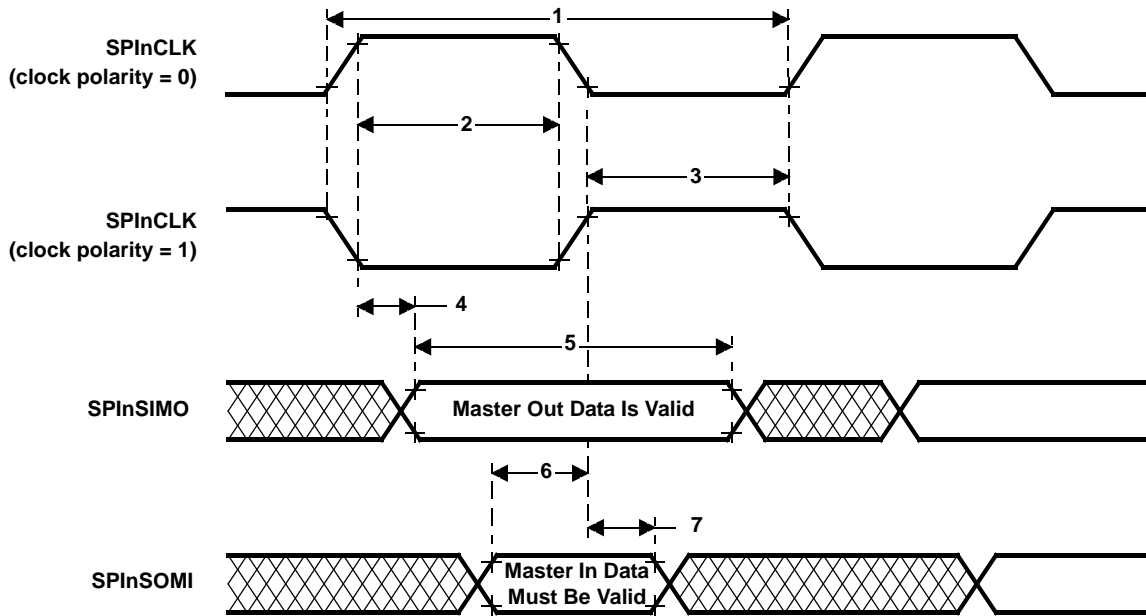 1
SPInCLK
(clock polarity = 0)
2
3
SPInCLK
(clock polarity = 1)
4
5
SPInSIMO
Master Out Data Is Valid
6
7
SPInSOMI
Master In Data
Must Be Valid